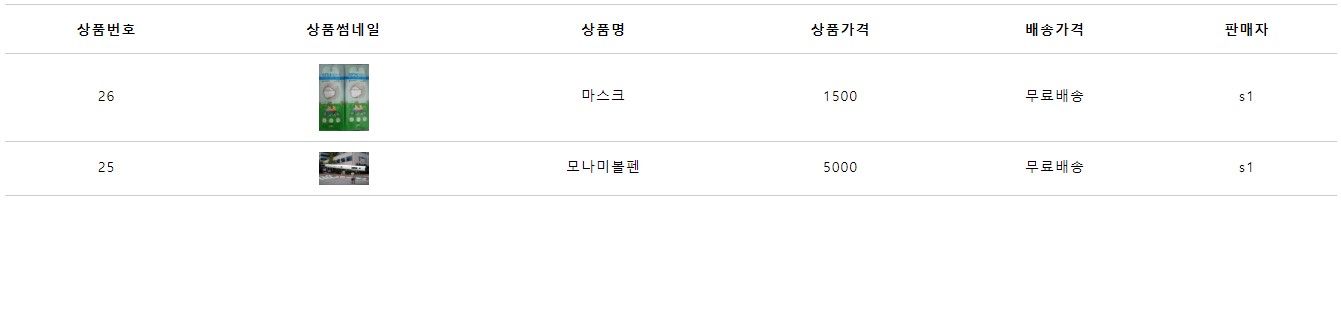 상품번호 상품썸네일 상품명 상품가격 배송가격 판매자
26 마스크 1500 무료배송 s1
25 모나미볼펜 5000 무료배송 s1